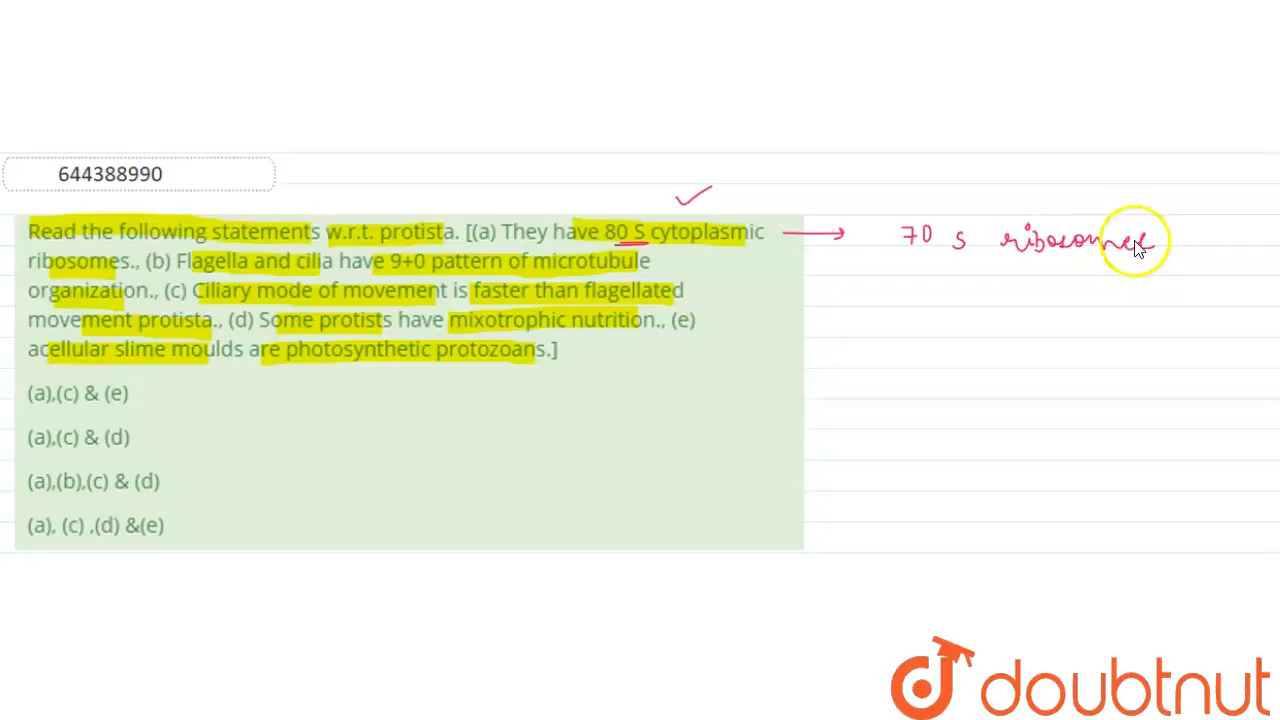 644388990
Read the following statements w.r.t. protista. [(a) They have 80 S cytoplasmic
ribosomes., (b) Flagella and cilia have 9+0 pattern of microtubule
organization., (c) Ciliary mode of movement is faster than flagellated
movement protista., (d) Some protists have mixotrophic nutrition., (e)
acellular slime moulds are photosynthetic protozoans.]
(a),(c) & (e)
(a),(c) & (d)
(a),(b),(c) & (d)
(a), (c) ,(d) &(e)
70 s ribosomes
doubtnut